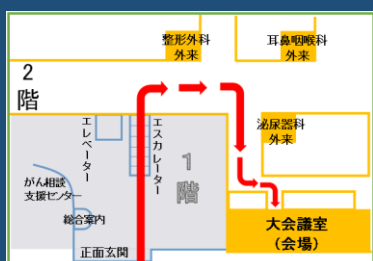 整形外科
外来
耳鼻咽喉科
外来
2
階
エレベーター
エスカレーター
1
階
泌尿器科
外来
がん相談
支援センター
総合案内
正面玄関
大会議室
(会場)